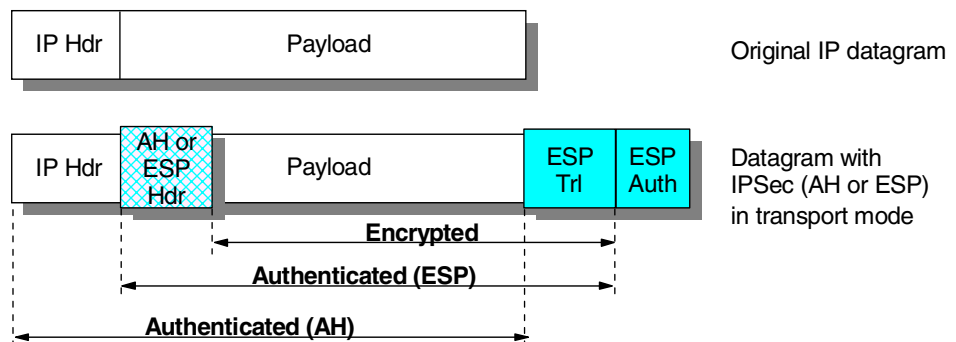 IP Hdr
Payload
Original IP datagram
IP Hdr
AH or
ESP
Hdr
Payload
ESP
Trl
ESP
Auth
Datagram with
IPSec (AH or ESP)
in transport mode
Encrypted
Authenticated (ESP)
Authenticated (AH)